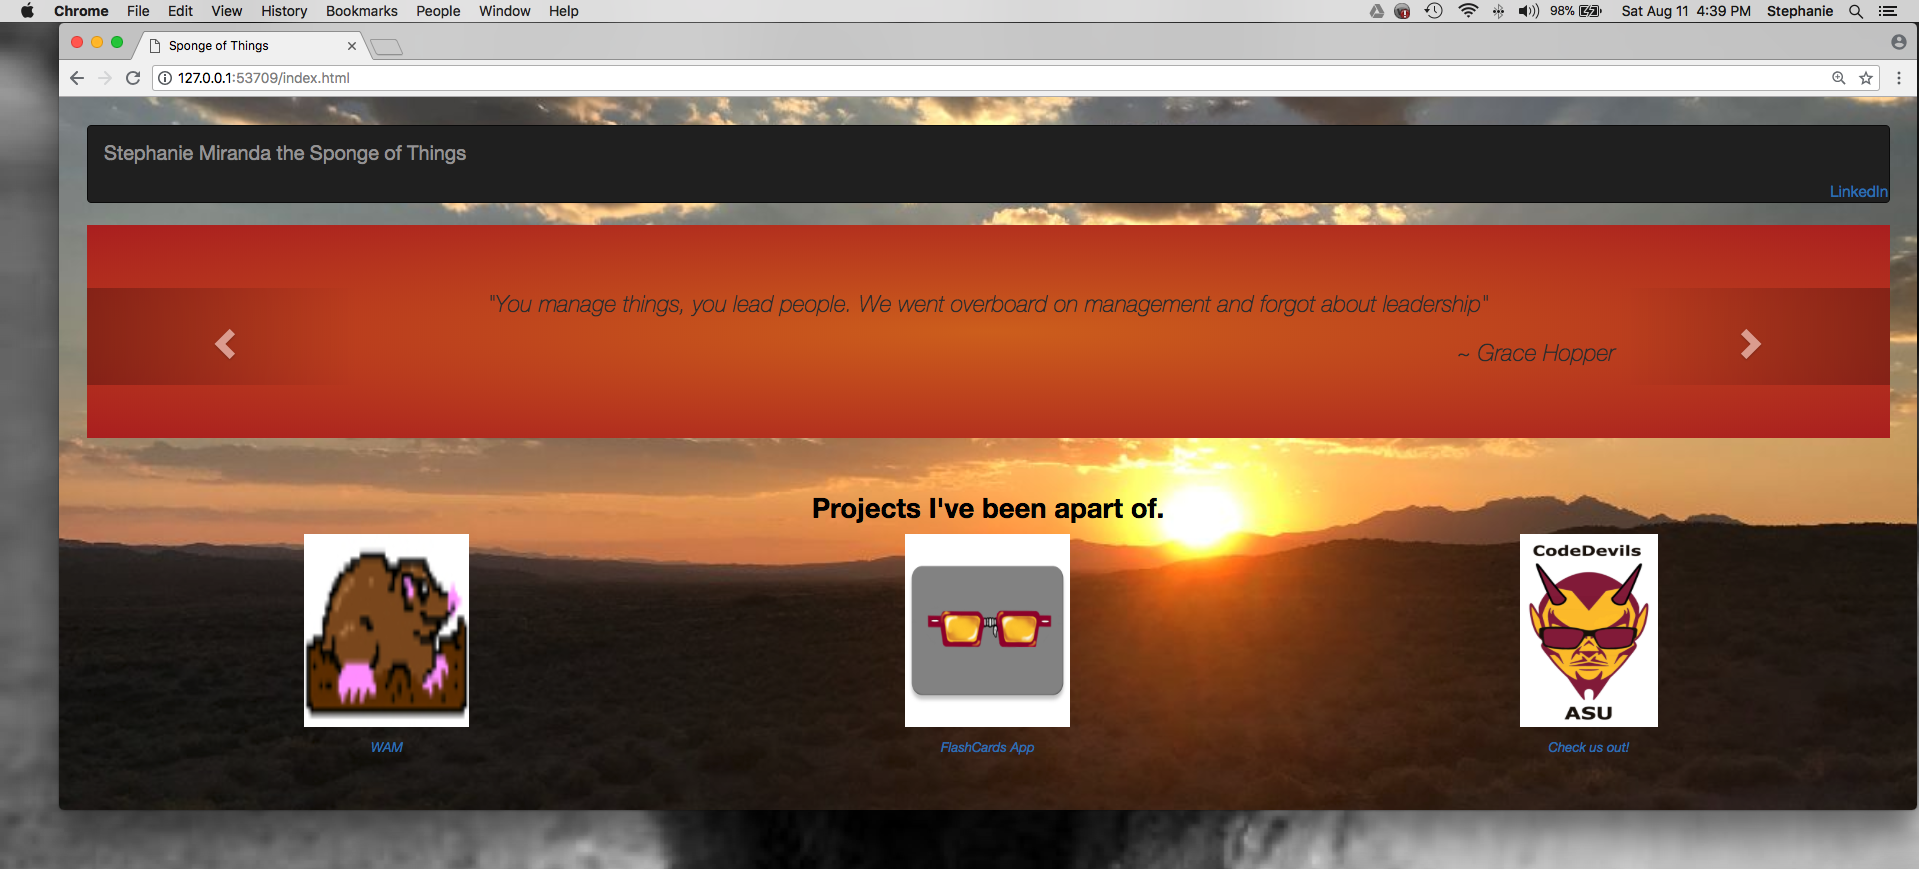 Chrome File Edit View History Bookmarks People Window Help 98% Sat Aug 11 4:39 PM Stephanie
Sponge of Things
127.0.0.1:53709/index.html
Stephanie Miranda the Sponge of Things
LinkedIn
"You manage things, you lead people. We went overboard on management and forgot about leadership"
~ Grace Hopper
Projects I've been apart of.
CodeDevils
ASU
WAM FlashCards App Check us out!